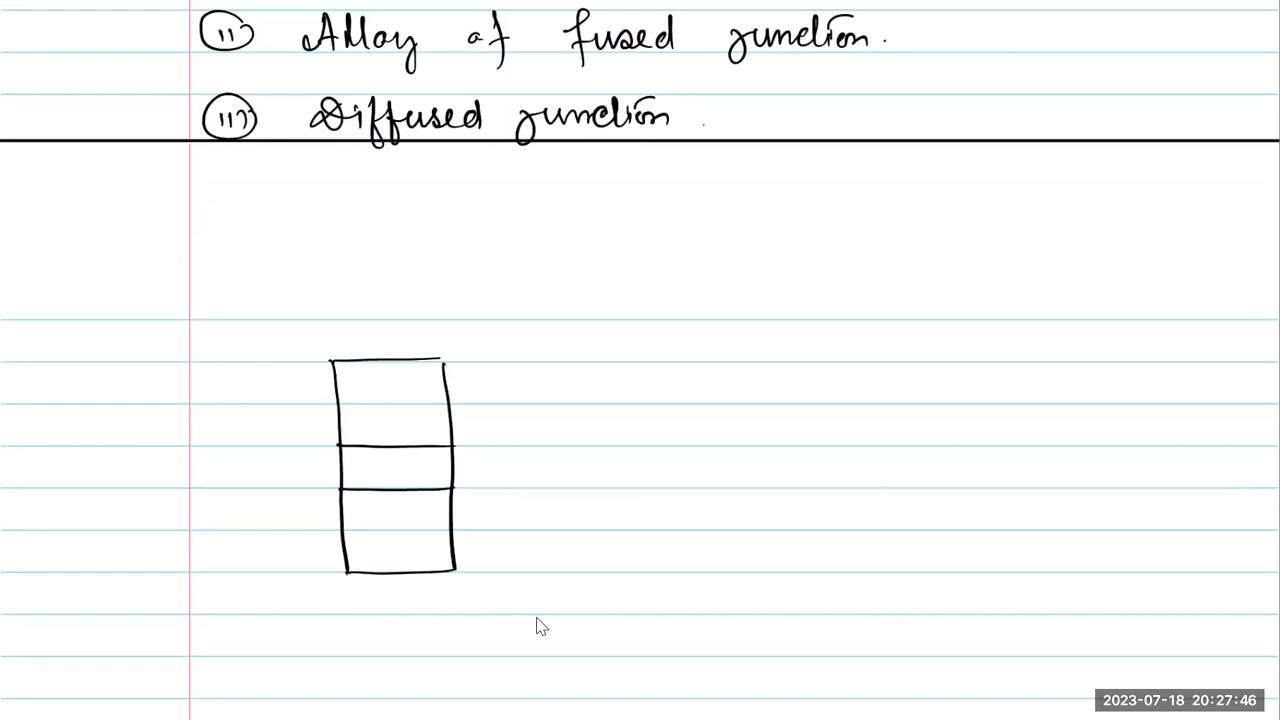 (ii) Alloy of fused junction.
(iii) Diffused junction.
2023-07-18 20:27:46